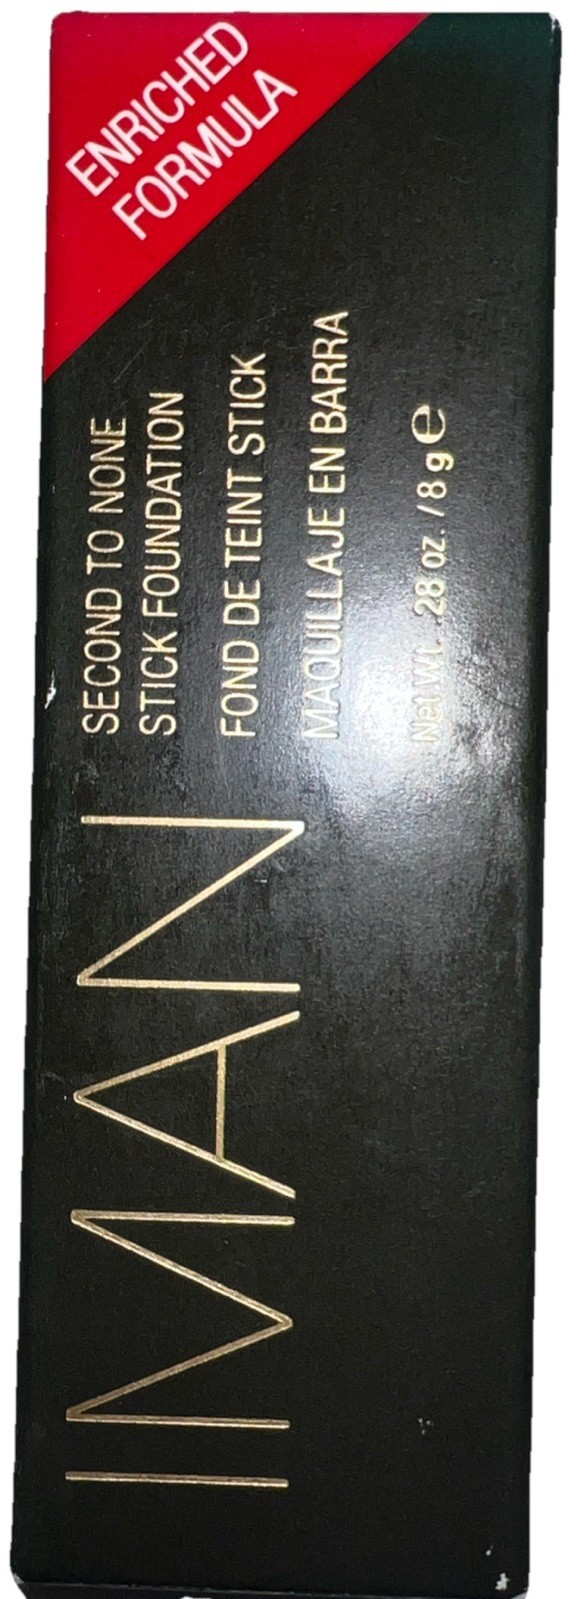 IMAN
SECOND TO NONE
STICK FOUNDATION
FOND DE TEINT STICK
MAQUILLAJE EN BARRA
Net Wt. .28 oz. / 8 g ℮
ENRICHED
FORMULA